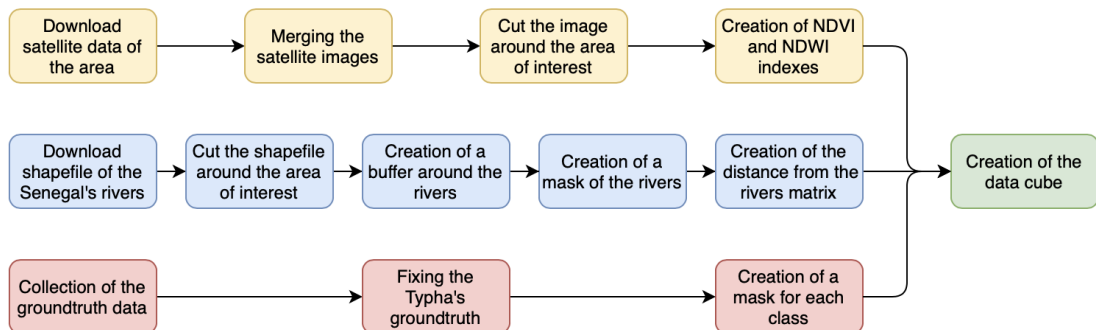 Download
satellite data of
the area
Merging the
satellite images
Cut the image
around the area
of interest
Creation of NDVI
and NDWI
indexes
Download
shapefile of the
Senegal's rivers
Cut the shapefile
around the area
of interest
Creation of a
buffer around the
rivers
Creation of a
mask of the rivers
Creation of the
distance from the
rivers matrix
Creation of the
data cube
Collection of the
groundtruth data
Fixing the
Typha's
groundtruth
Creation of a
mask for each
class